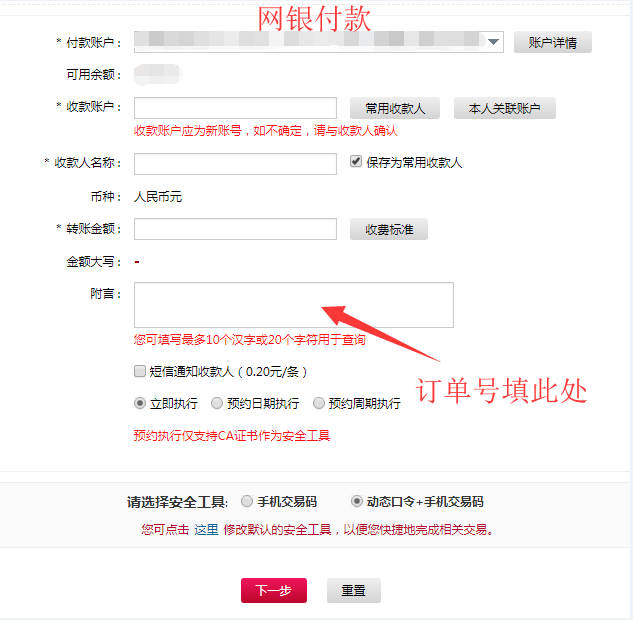 网银付款
* 付款账户： 账户详情
可用余额：
* 收款账户： 常用收款人 本人关联账户
收款账户应为新账号，如不确定，请与收款人确认
* 收款人名称： 保存为常用收款人
币种： 人民币元
* 转账金额： 收费标准
金额大写： -
附言：
您可填写最多10个汉字或20个字符用于查询
短信通知收款人（0.20元/条）
订单号填此处
立即执行 预约日期执行 预约周期执行
预约执行仅支持CA证书作为安全工具
请选择安全工具: 手机交易码 动态口令+手机交易码
您可点击 这里 修改默认的安全工具，以便您快捷地完成相关交易。
下一步 重置